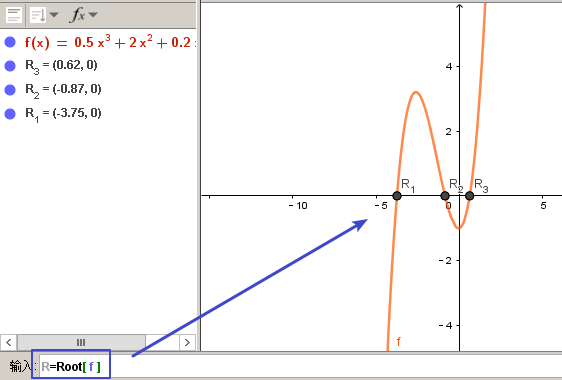 fx
f(x) = 0.5 x³ + 2 x² + 0.2
R₃ = (0.62, 0)
R₂ = (-0.87, 0)
R₁ = (-3.75, 0)
4
2
R₁ R₂ R₃
-10 -5 0 5
-2
-4
f
输入: R=Root[ f ]